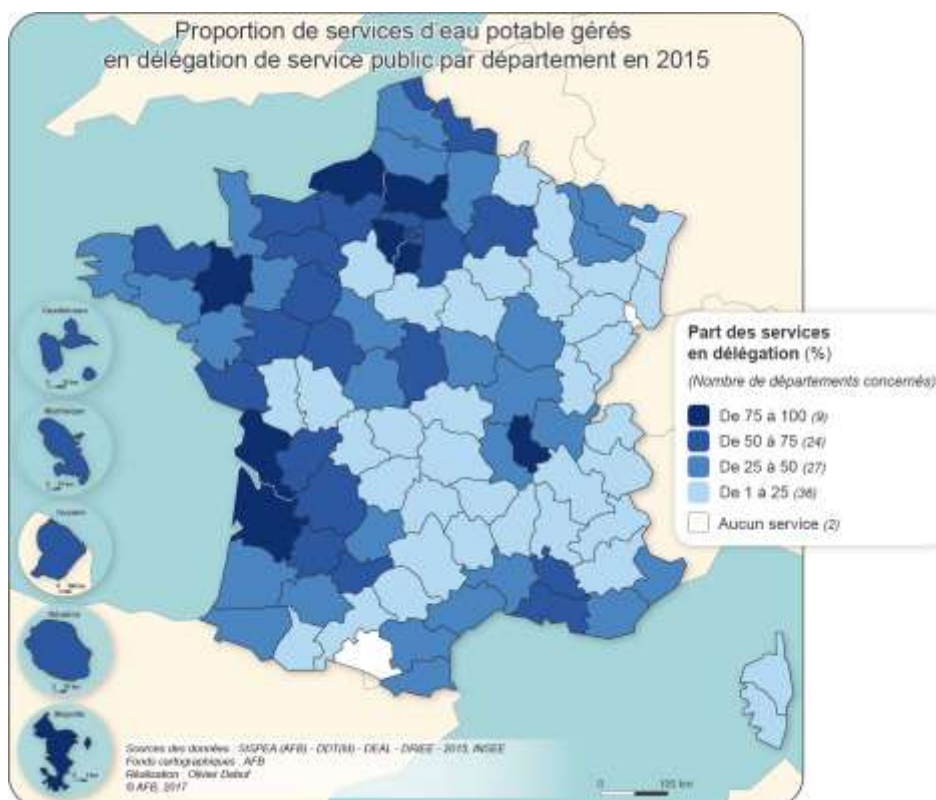 Proportion de services d'eau potable gérés
en délégation de service public par département en 2015
Part des services
en délégation (%)
(Nombre de départements concernés)
De 75 à 100 (9)
De 50 à 75 (24)
De 25 à 50 (27)
De 1 à 25 (36)
Aucun service (2)
Guadeloupe
Martinique
Mayotte
Sources des données : SISPEA (AFB) - DDT(M) - DEAL - DRIEE - 2015, INSEE
Fonds cartographiques : AFB
Réalisation : Olivier Debuf
© AFB, 2017
0 100 km